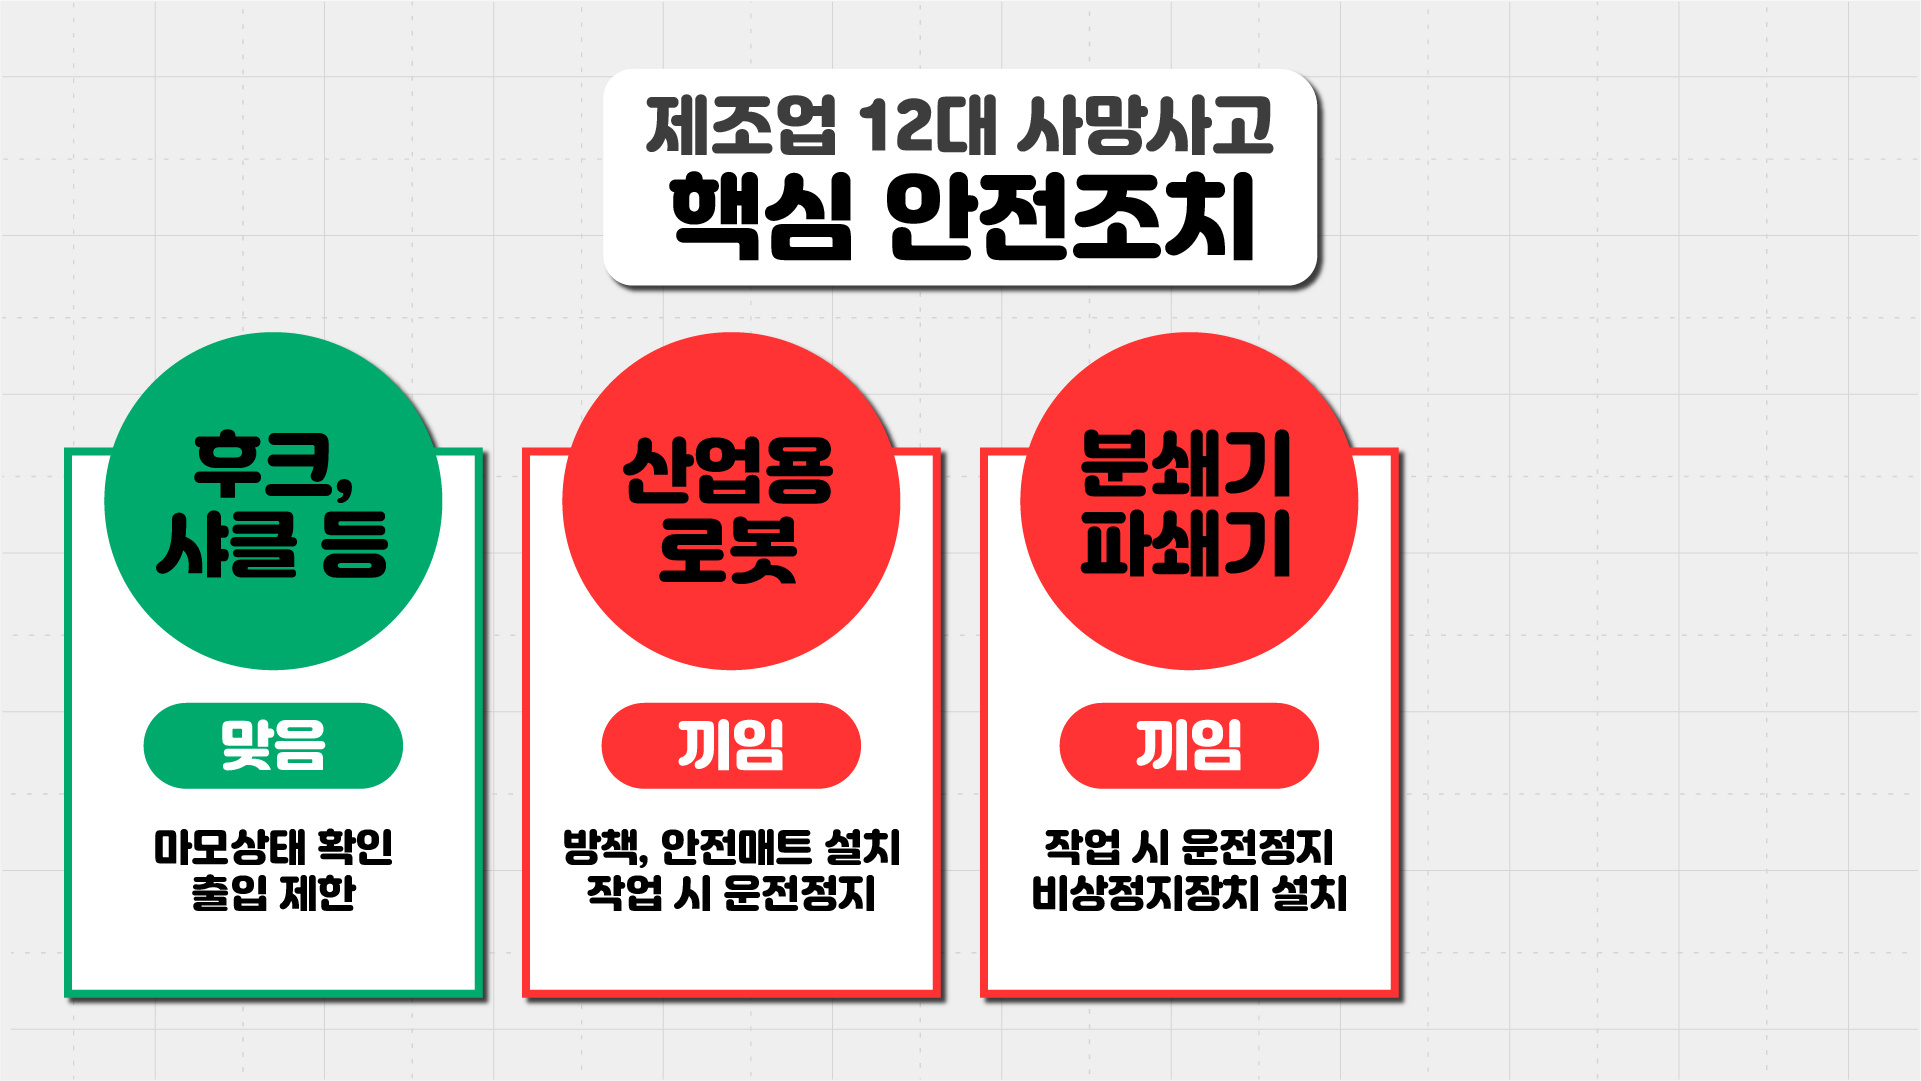 제조업 12대 사망사고
핵심 안전조치
후크,
샤클 등
맞음
마모상태 확인
출입 제한
산업용
로봇
끼임
방책, 안전매트 설치
작업 시 운전정지
분쇄기
파쇄기
끼임
작업 시 운전정지
비상정지장치 설치